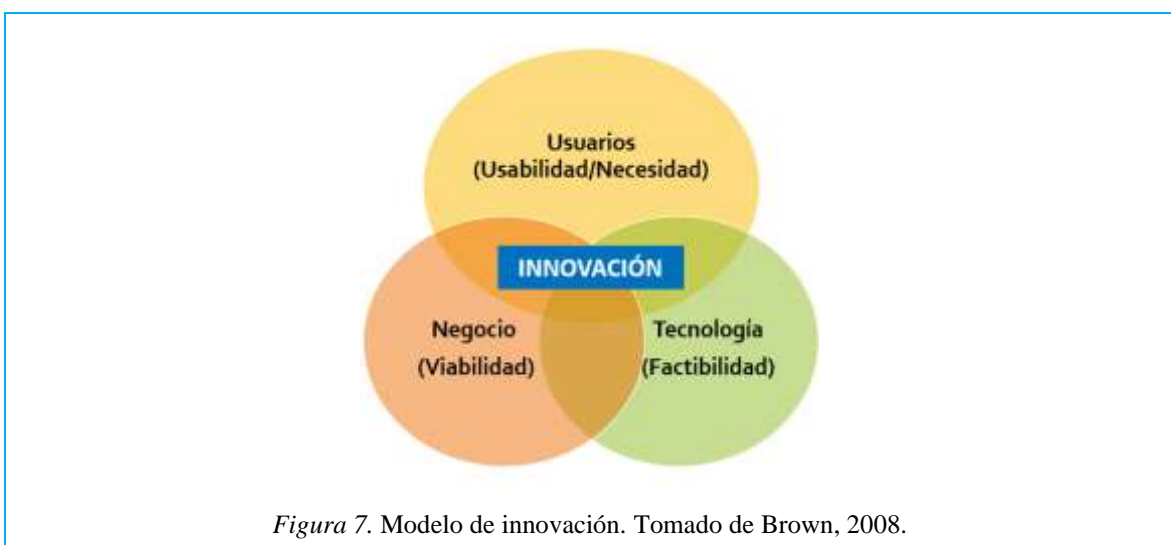 Usuarios
(Usabilidad/Necesidad)
INNOVACIÓN
Negocio
(Viabilidad)
Tecnología
(Factibilidad)
Figura 7. Modelo de innovación. Tomado de Brown, 2008.